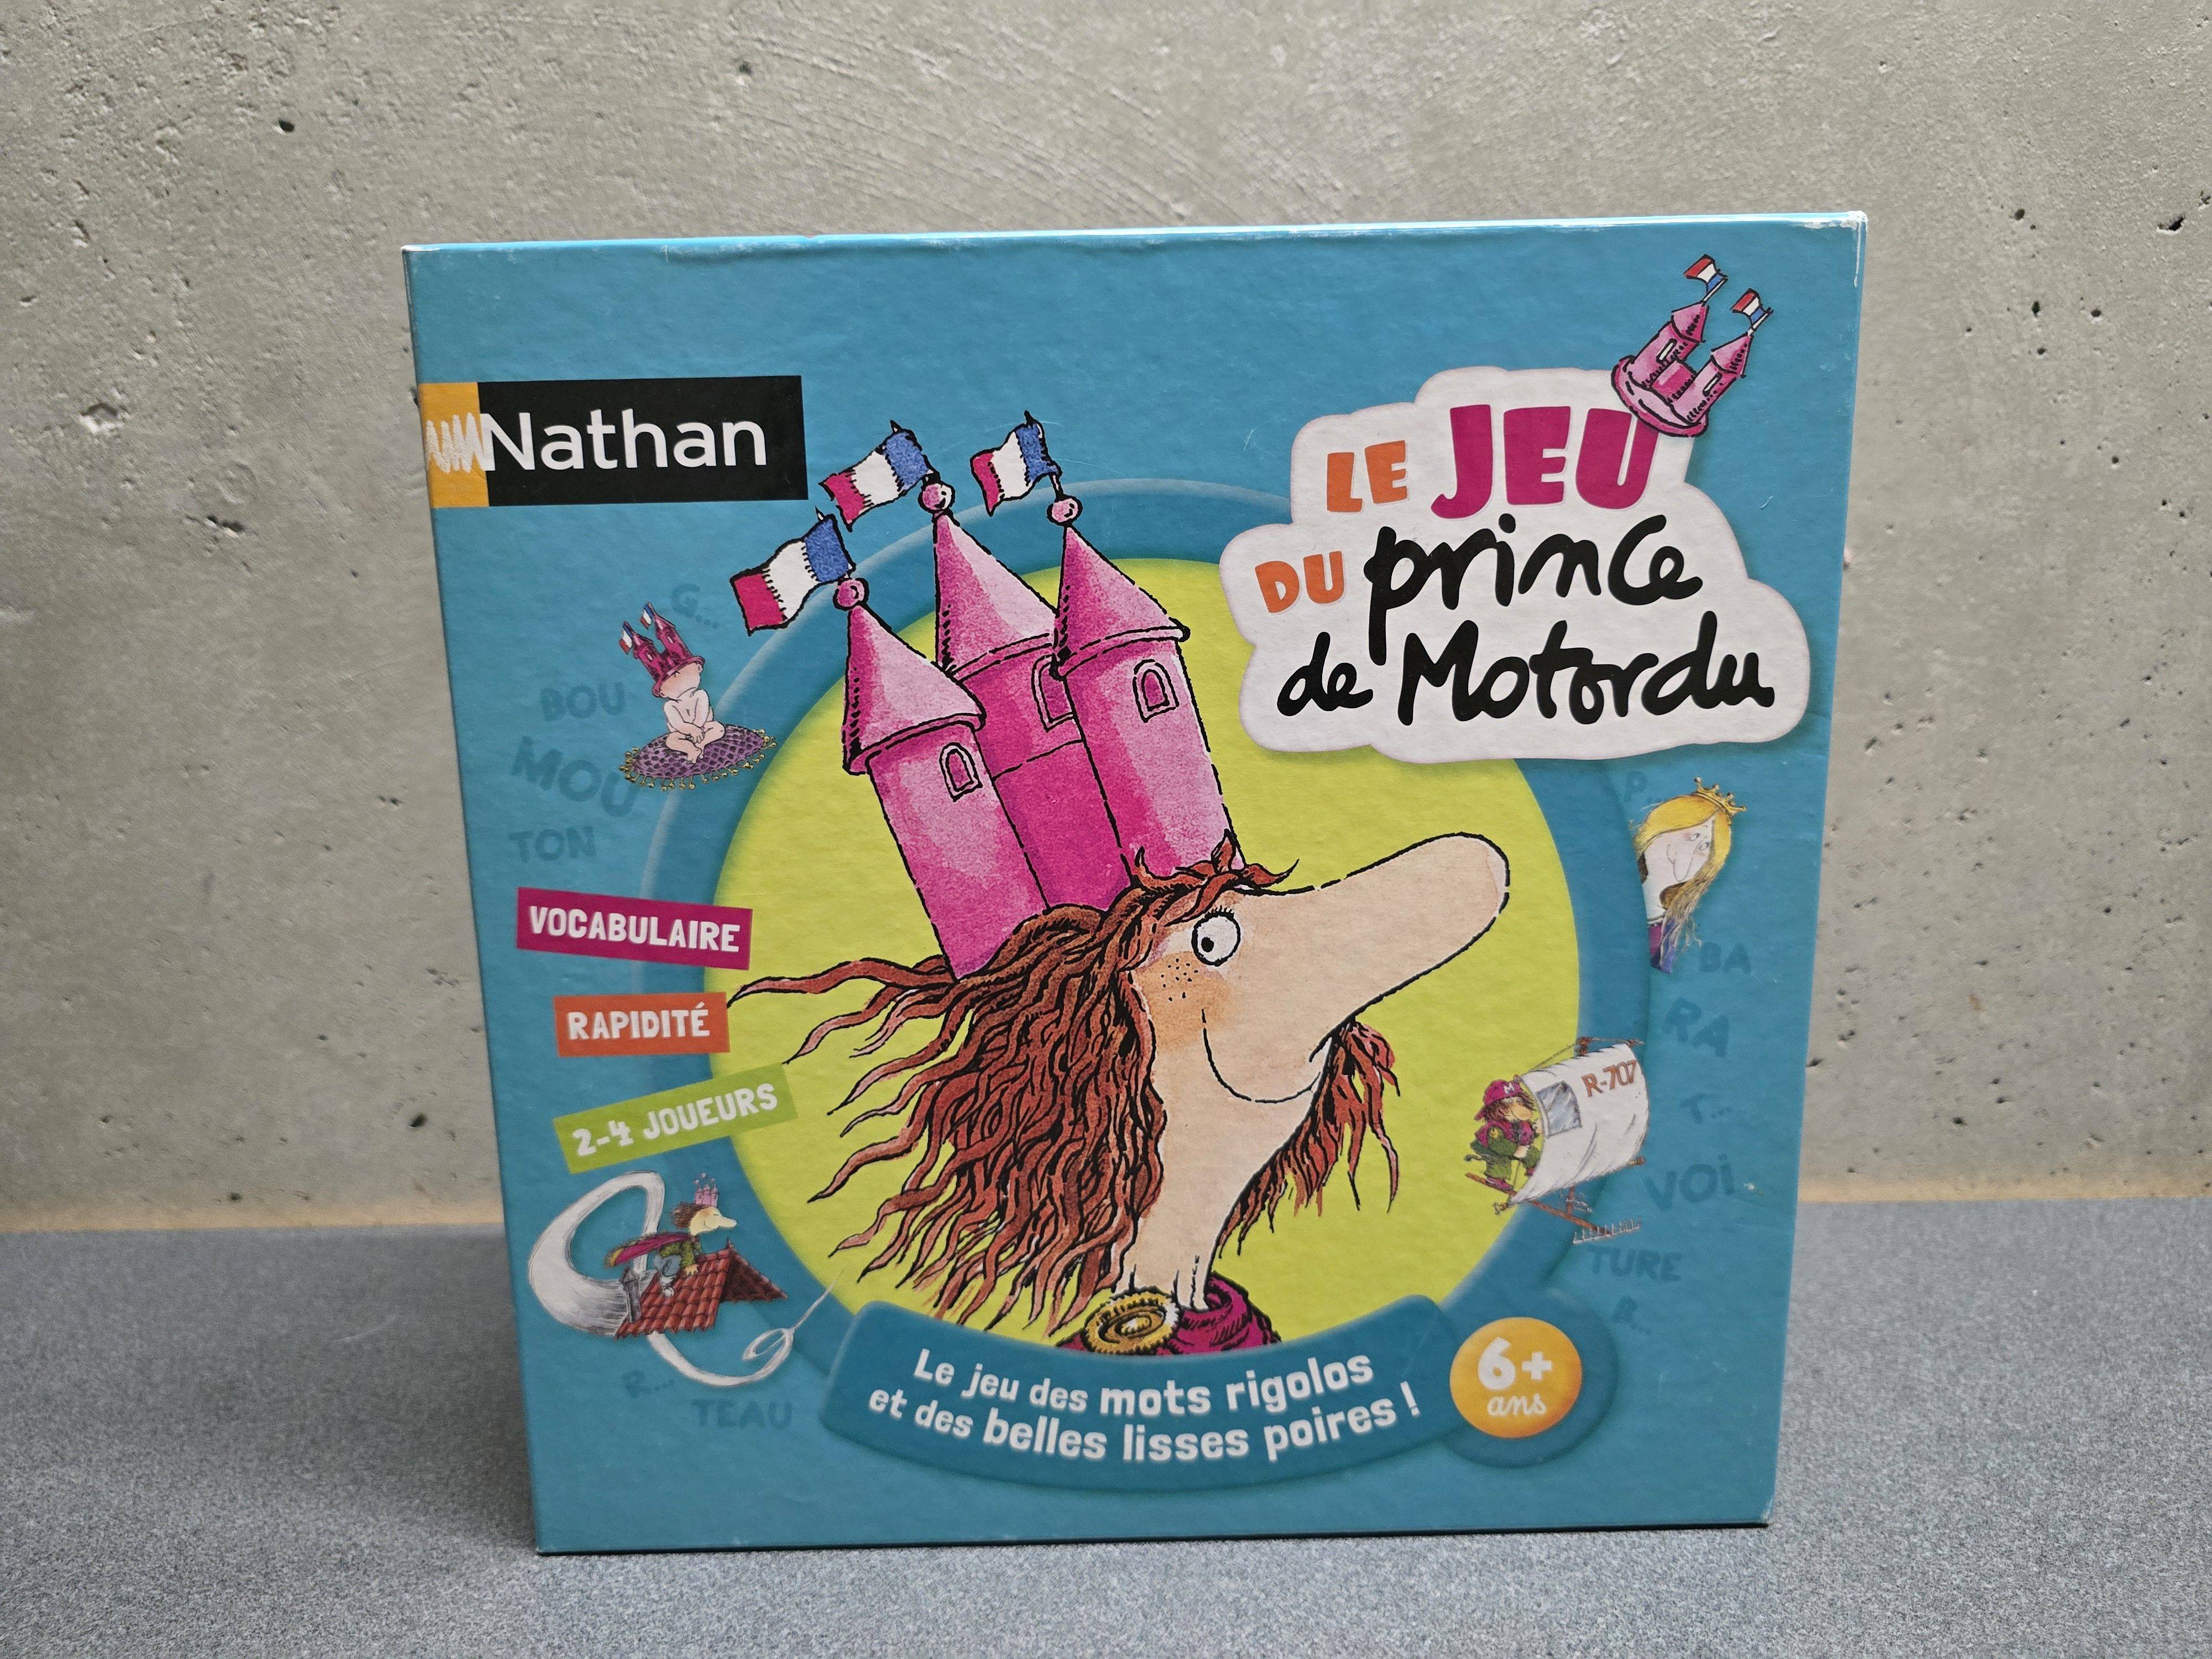 Nathan
LE JEU
DU prince
de Motordu
G...
BOU
MOU
TON
VOCABULAIRE
RAPIDITÉ
2-4 JOUEURS
P...
BA
RA
T...
R-707
VOI
TURE
R...
TEAU
Le jeu des mots rigolos
et des belles lisses poires !
6+
ans